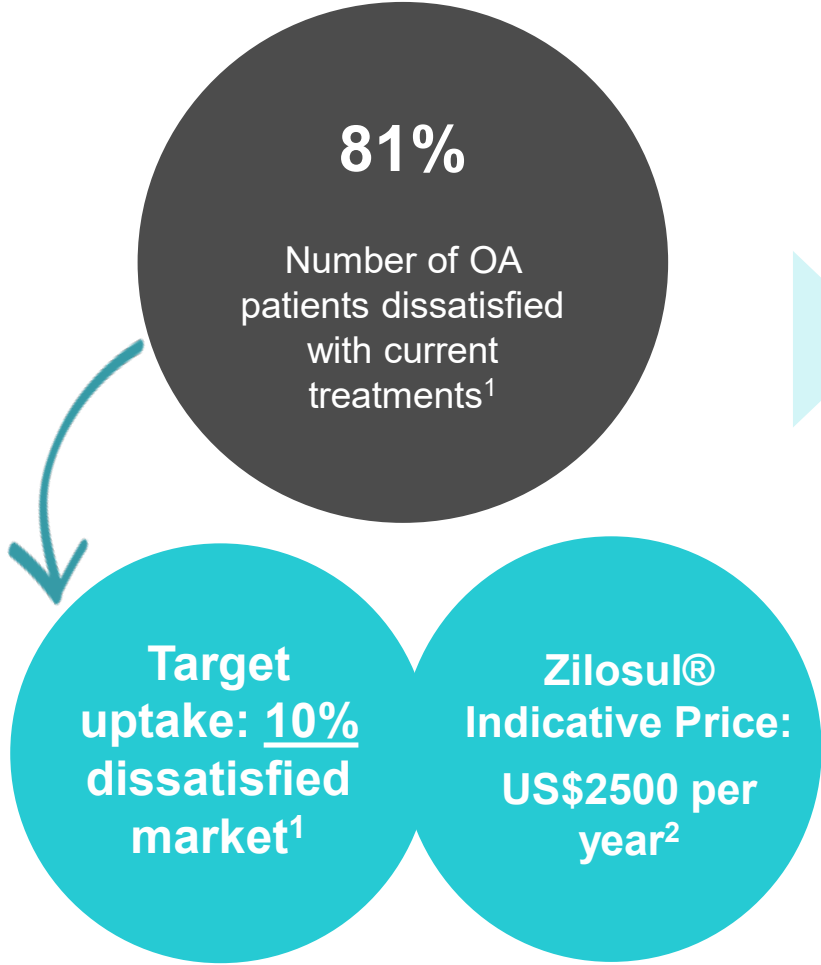 81%
Number of OA
patients dissatisfied
with current
treatments¹
Target
uptake: 10%
dissatisfied
market¹
Zilosul®
Indicative Price:
US$2500 per
year²